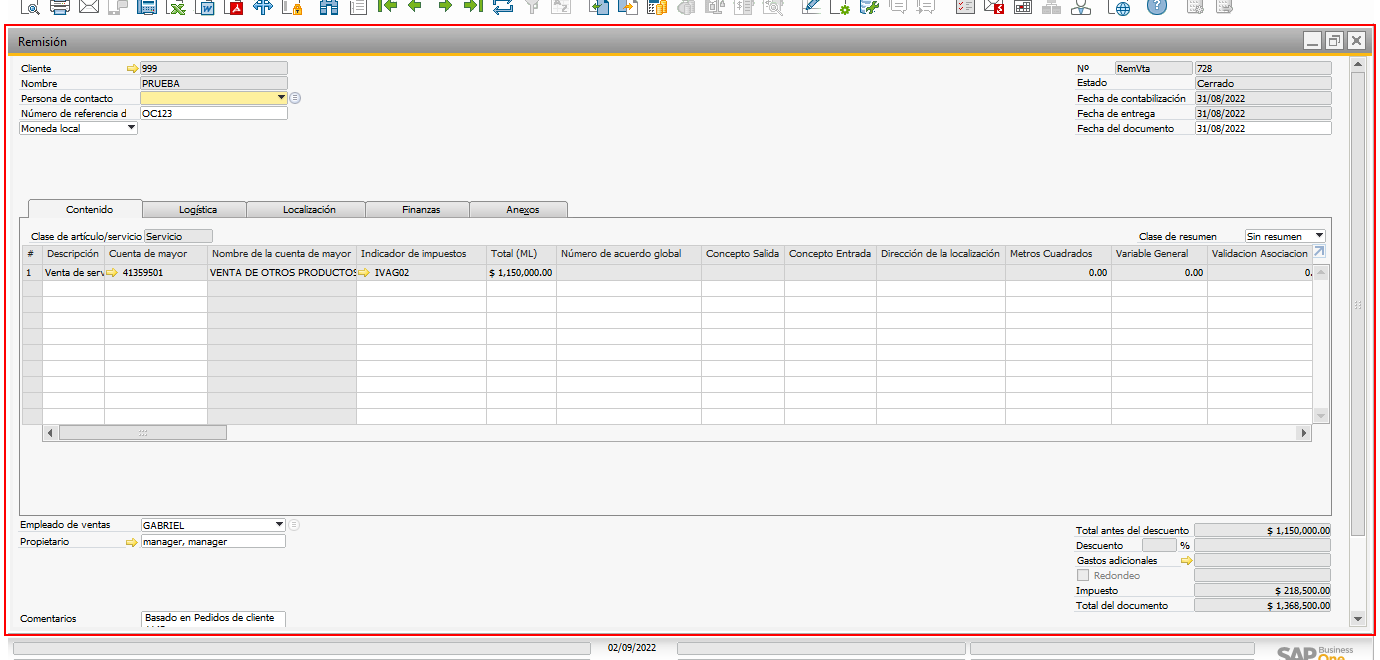 Remisión
Cliente 999
Nombre PRUEBA
Persona de contacto
Número de referencia d OC123
Moneda local
Nº RemVta 728
Estado Cerrado
Fecha de contabilización 31/08/2022
Fecha de entrega 31/08/2022
Fecha del documento 31/08/2022
Contenido Logística Localización Finanzas Anexos
Clase de artículo/servicio Servicio Clase de resumen Sin resumen
# Descripción Cuenta de mayor Nombre de la cuenta de mayor Indicador de impuestos Total (ML) Número de acuerdo global Concepto Salida Concepto Entrada Dirección de la localización Metros Cuadrados Variable General Validacion Asociacion
1 Venta de serv 41359501 VENTA DE OTROS PRODUCTOS IVAG02 $ 1,150,000.00 0.00 0.00 0.
Empleado de ventas GABRIEL
Propietario manager, manager
Comentarios Basado en Pedidos de cliente
Total antes del descuento $ 1,150,000.00
Descuento %
Gastos adicionales
Redondeo
Impuesto $ 218,500.00
Total del documento $ 1,368,500.00
02/09/2022
SAP Business
One